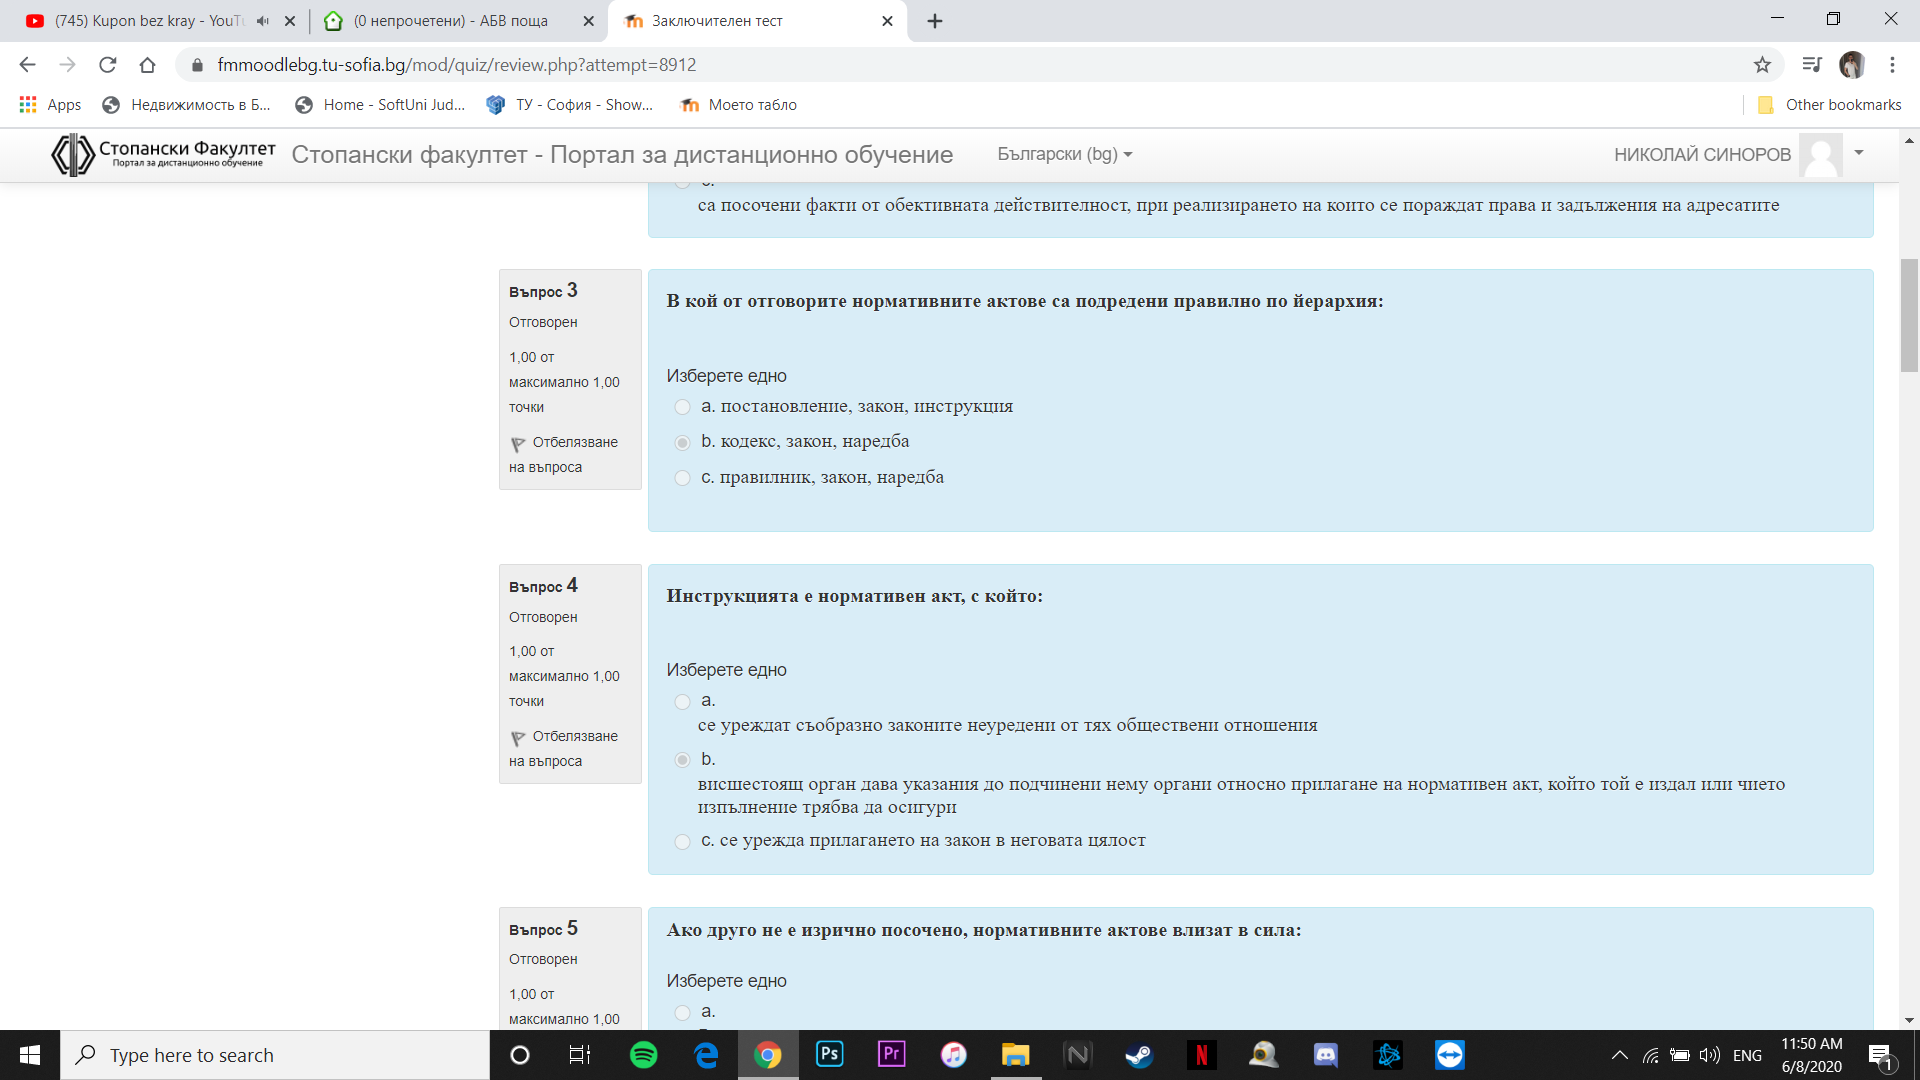 (745) Kupon bez kray - YouTu
(0 непрочетени) - АБВ поща
Заключителен тест
fmmoodlebg.tu-sofia.bg/mod/quiz/review.php?attempt=8912
Apps
Недвижимость в Б...
Home - SoftUni Jud...
ТУ - София - Show...
Моето табло
Other bookmarks
Стопански Факултет
Портал за дистанционно обучение
Стопански факултет - Портал за дистанционно обучение
Български (bg)
НИКОЛАЙ СИНОРОВ
са посочени факти от обективната действителност, при реализирането на които се пораждат права и задължения на адресатите
Въпрос 3
Отговорен
1,00 от
максимално 1,00
точки
Отбелязване
на въпроса
В кой от отговорите нормативните актове са подредени правилно по йерархия:
Изберете едно
a. постановление, закон, инструкция
b. кодекс, закон, наредба
c. правилник, закон, наредба
Въпрос 4
Отговорен
1,00 от
максимално 1,00
точки
Отбелязване
на въпроса
Инструкцията е нормативен акт, с който:
Изберете едно
a.
се уреждат съобразно законите неуредени от тях обществени отношения
b.
висшестоящ орган дава указания до подчинени нему органи относно прилагане на нормативен акт, който той е издал или чието
изпълнение трябва да осигури
c. се урежда прилагането на закон в неговата цялост
Въпрос 5
Отговорен
1,00 от
максимално 1,00
Ако друго не е изрично посочено, нормативните актове влизат в сила:
Изберете едно
a.
Type here to search
Ps
Pr
N
N
ENG
11:50 AM
6/8/2020
1